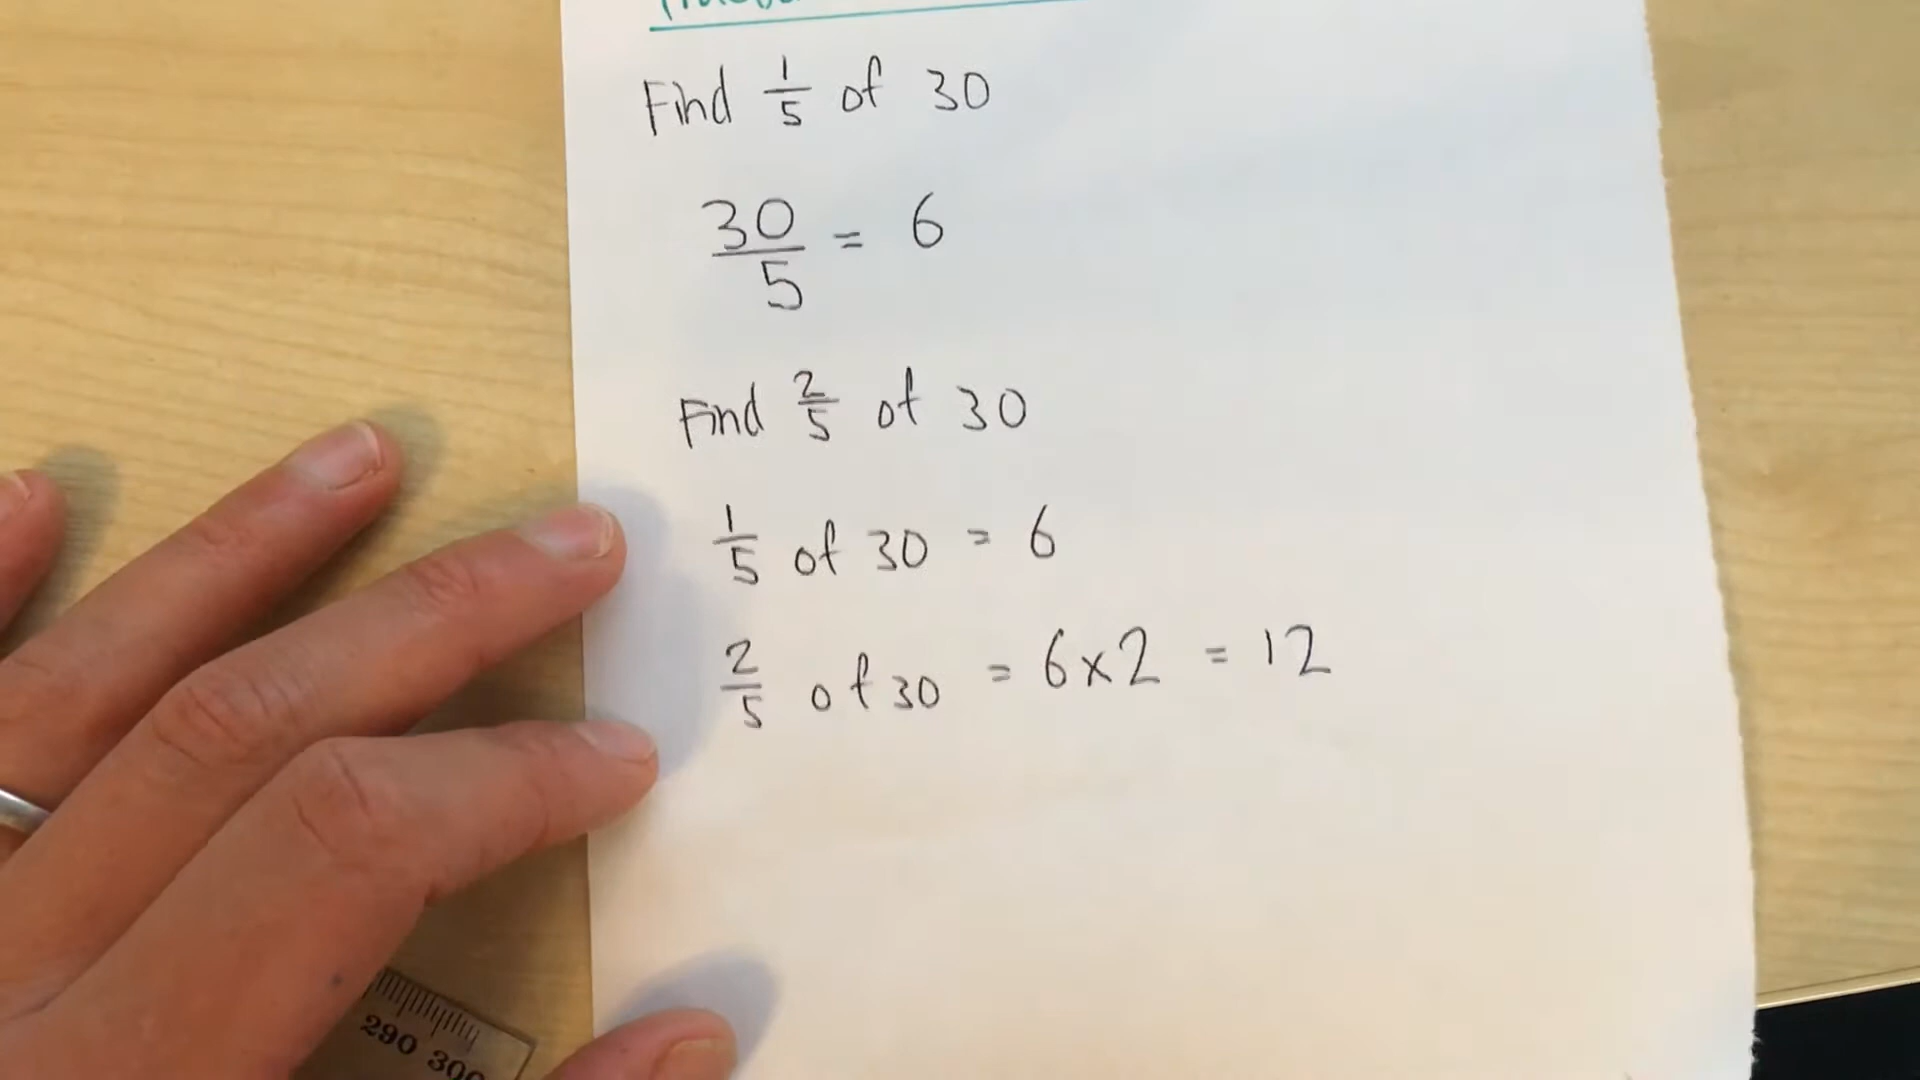 Find 1/5 of 30
30/5 = 6
Find 2/5 of 30
1/5 of 30 = 6
2/5 of 30 = 6x2 = 12
290 300